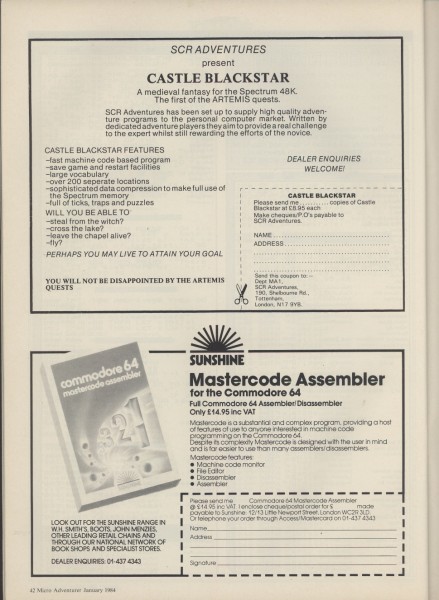 SCR ADVENTURES
present
CASTLE BLACKSTAR
A medieval fantasy for the Spectrum 48K.
The first of the ARTEMIS quests.
SCR Adventures has been set up to supply high quality adven-
ture programs to the personal computer market. Written by
dedicated adventure players they aim to provide a real challenge
to the expert whilst still rewarding the efforts of the novice.
CASTLE BLACKSTAR FEATURES
–fast machine code based program
–save game and restart facilities
–large vocabulary
–over 200 seperate locations
–sophisticated data compression to make full use of
the Spectrum memory
–full of ticks, traps and puzzles
WILL YOU BE ABLE TO
–steal from the witch?
–cross the lake?
–leave the chapel alive?
–fly?
PERHAPS YOU MAY LIVE TO ATTAIN YOUR GOAL
YOU WILL NOT BE DISAPPOINTED BY THE ARTEMIS
QUESTS
DEALER ENQUIRIES
WELCOME!
CASTLE BLACKSTAR
Please send me.......... copies of Castle
Blackstar at £8.95 each
Make cheques/P.O's payable to
SCR Adventures.
NAME
ADDRESS
Send this coupon to:–
Dept MA1,
SCR Adventures,
190, Shelbourne Rd,
Tottenham,
London, N17 9YB.
SUNSHINE
commodore 64
mastercode assembler
Mastercode Assembler
for the Commodore 64
Full Commodore 64 Assembler/Disassembler
Only £14.95 inc VAT
Mastercode is a substantial and complex program, providing a host
of features of use to anyone interested in machine code
programming on the Commodore 64.
Despite its complexity Mastercode is designed with the user in mind
and is far easier to use than many assemblers/disassemblers.
Mastercode features:
● Machine code monitor
● File Editor
● Disassembler
● Assembler
LOOK OUT FOR THE SUNSHINE RANGE IN
W.H. SMITH'S, BOOTS, JOHN MENZIES,
OTHER LEADING RETAIL CHAINS AND
THROUGH OUR NATIONAL NETWORK OF
BOOK SHOPS AND SPECIALIST STORES.
DEALER ENQUIRIES: 01-437 4343
Please send me Commodore 64 Mastercode Assembler
@ £14.95 inc VAT. I enclose cheque/postal order for £ made
payable to Sunshine: 12/13 Little Newport Street, London WC2R 3LD.
Or telephone your order through Access/Mastercard on 01-437 4343
Name
Address
Signature
42 Micro Adventurer January 1984